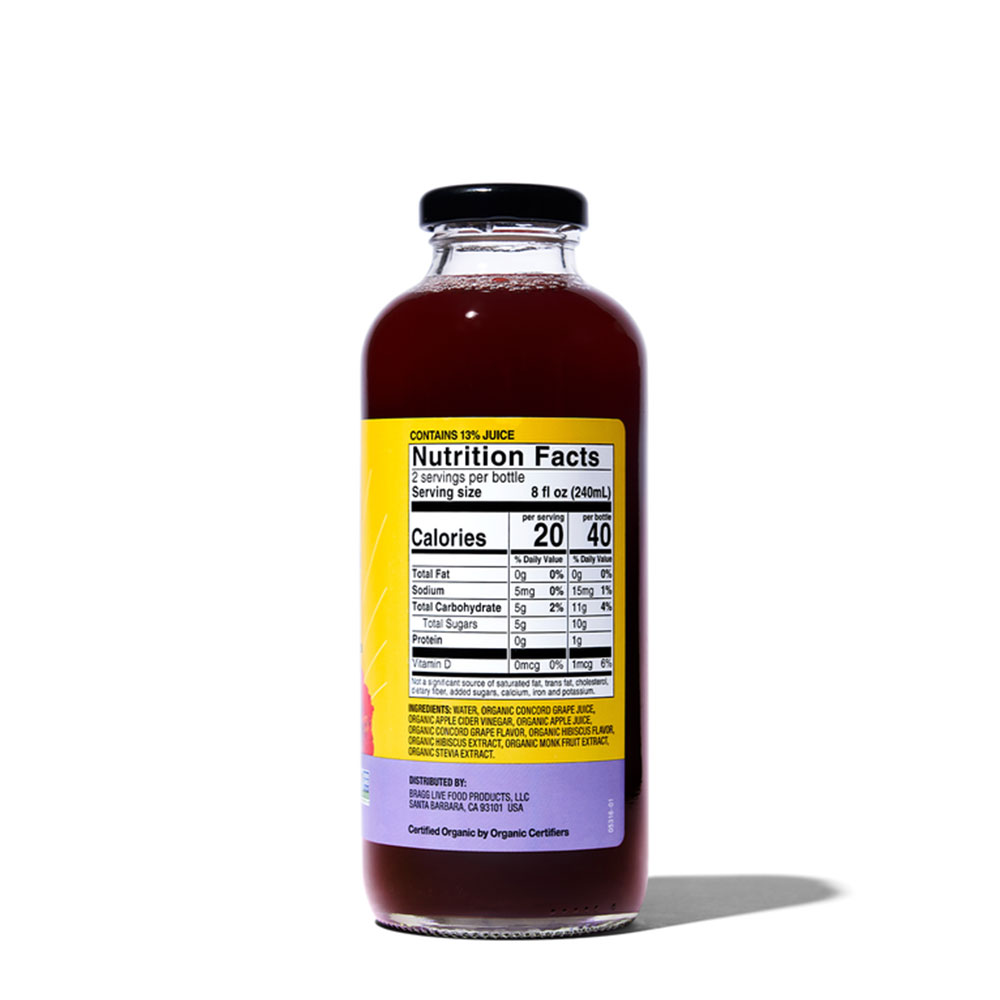 CONTAINS 13% JUICE
Nutrition Facts
2 servings per bottle
Serving size 8 fl oz (240mL)
per serving per bottle
Calories 20 40
% Daily Value % Daily Value
Total Fat 0g 0% 0g 0%
Sodium 5mg 0% 15mg 1%
Total Carbohydrate 5g 2% 11g 4%
Total Sugars 5g 10g
Protein 0g 1g
Vitamin D 0mcg 0% 1mcg 6%
Not a significant source of saturated fat, trans fat, cholesterol,
dietary fiber, added sugars, calcium, iron and potassium.
INGREDIENTS: WATER, ORGANIC CONCORD GRAPE JUICE,
ORGANIC APPLE CIDER VINEGAR, ORGANIC APPLE JUICE,
ORGANIC CONCORD GRAPE FLAVOR, ORGANIC HIBISCUS FLAVOR,
ORGANIC HIBISCUS EXTRACT, ORGANIC MONK FRUIT EXTRACT,
ORGANIC STEVIA EXTRACT.
DISTRIBUTED BY:
BRAGG LIVE FOOD PRODUCTS, LLC
SANTA BARBARA, CA 93101 USA
Certified Organic by Organic Certifiers
05316-01